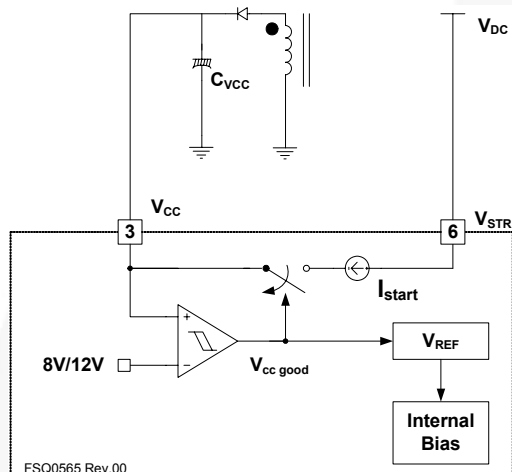 V_DC
C_VCC
V_CC
V_STR
3
6
I_start
+
8V/12V
-
V_cc good
V_REF
Internal
Bias
FSQ0565 Rev.00